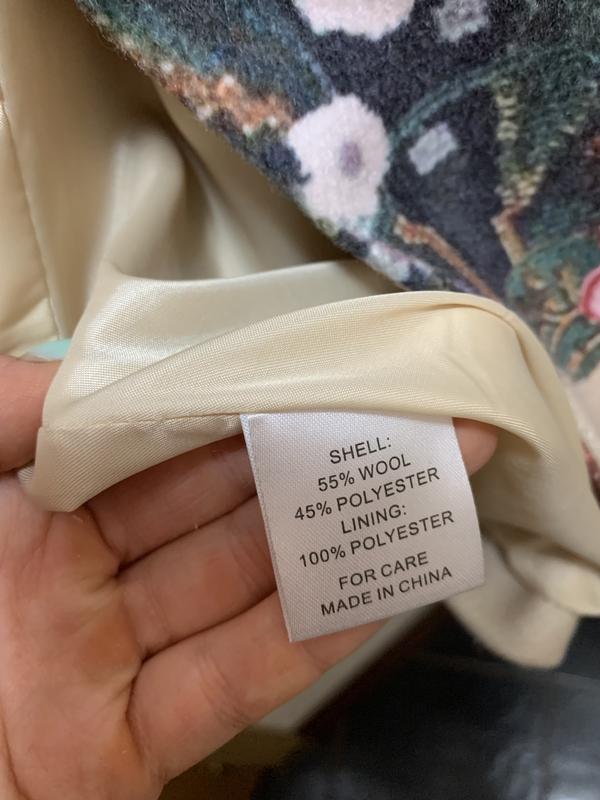 SHELL:
55% WOOL
45% POLYESTER
LINING:
100% POLYESTER
FOR CARE
MADE IN CHINA